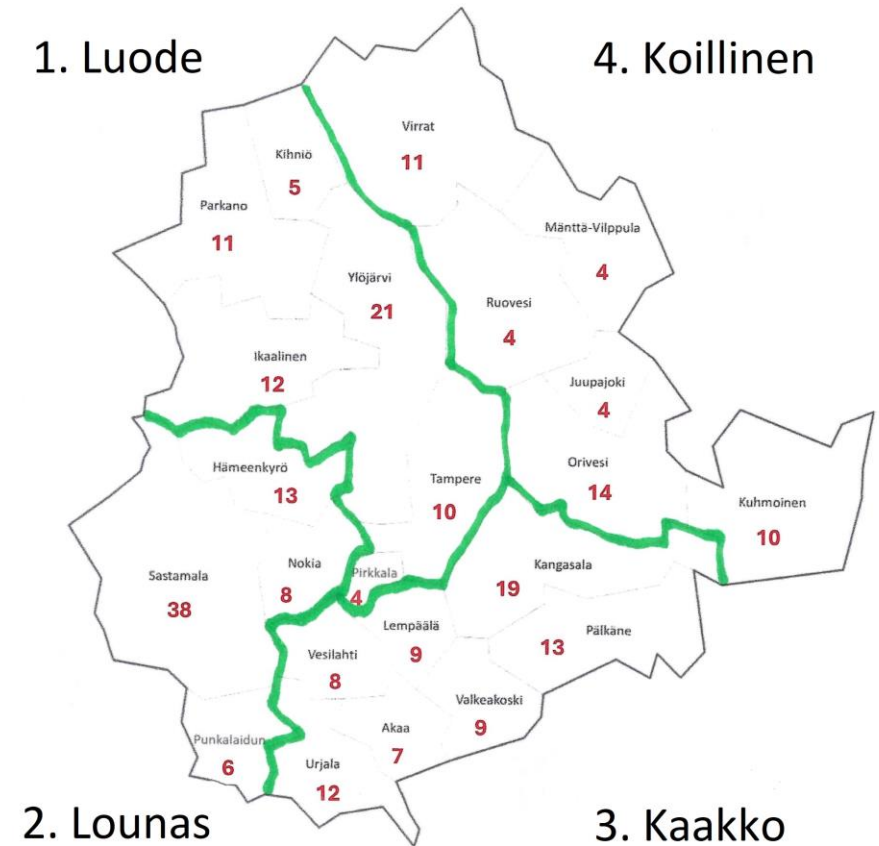 1. Luode
4. Koillinen
Virrat
11
Kihniö
5
Parkano
11
Mänttä-Vilppula
4
Ylöjärvi
21
Ruovesi
4
Ikaalinen
12
Juupajoki
4
Hämeenkyrö
13
Tampere
10
Orivesi
14
Kuhmoinen
10
Sastamala
38
Nokia
8
Pirkkala
4
Kangasala
19
Lempäälä
9
Pälkäne
13
Vesilahti
8
Valkeakoski
9
Akaa
7
Punkalaidun
6
Urjala
12
2. Lounas
3. Kaakko